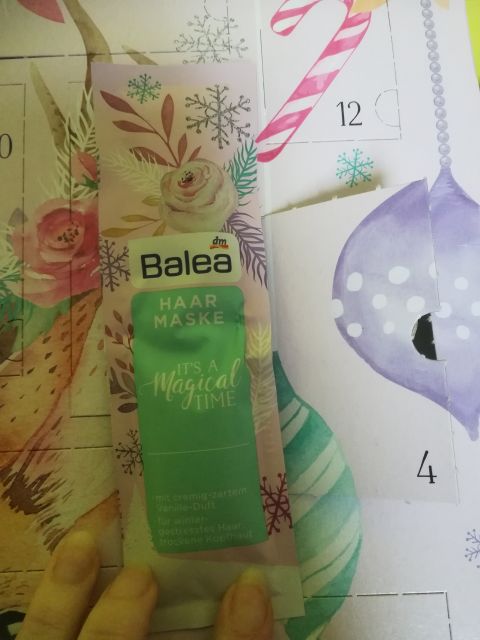 0
12
dm
Balea
HAAR
MASKE
IT'S A
Magical
TIME
mit cremig-zartem
Vanille-Duft
für winter-
gestresstes Haar,
trockene Kopfhaut
4